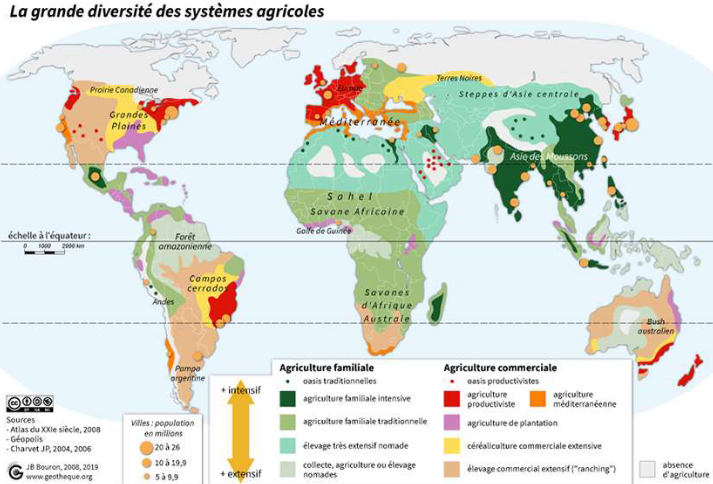 La grande diversité des systèmes agricoles
Prairie Canadienne
Grandes
Plaines
Europe
Terres Noires
Steppes d'Asie centrale
Méditerranée
Asie des Moussons
Sahel
Savane Africaine
Golfe de Guinée
échelle à l'équateur :
0 1000 2000 km
Forêt
amazonienne
Campos
cerrados
Andes
Savanes
d'Afrique
Australe
Bush
australien
Pampa
argentine
Agriculture familiale
oasis traditionnelles
agriculture familiale intensive
agriculture familiale traditionnelle
élevage très extensif nomade
collecte, agriculture ou élevage
nomades
Agriculture commerciale
oasis productivistes
agriculture
productiviste
agriculture
méditerranéenne
agriculture de plantation
céréaliculture commerciale extensive
élevage commercial extensif ("ranching")
absence
d'agriculture
+ intensif
+ extensif
Sources
- Atlas du XXIe siècle, 2008
- Géopolis
- Charvet JP, 2004, 2006
JB Bouron, 2008, 2019
www.geotheque.org
Villes : population
en millions
20 à 26
10 à 19,9
5 à 9,9